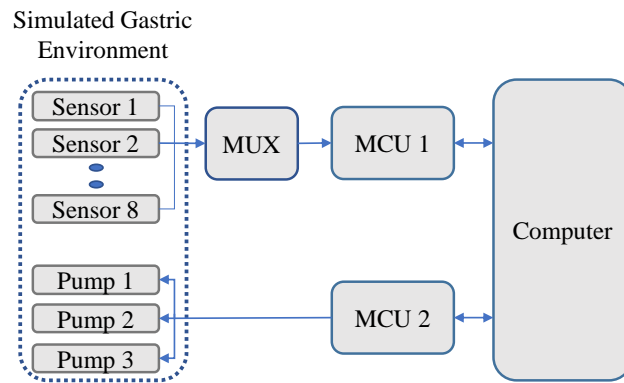 Simulated Gastric
Environment
Sensor 1
Sensor 2
Sensor 8
MUX
MCU 1
Computer
Pump 1
Pump 2
Pump 3
MCU 2